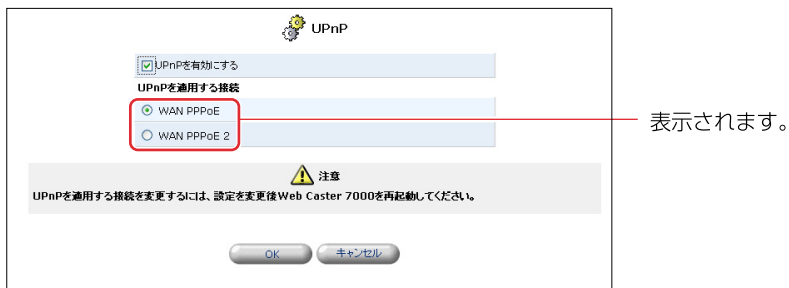 UPnP
UPnPを有効にする
UPnPを適用する接続
WAN PPPoE
WAN PPPoE 2
表示されます。
注意
UPnPを適用する接続を変更するには、設定を変更後Web Caster 7000を再起動してください。
OK
キャンセル